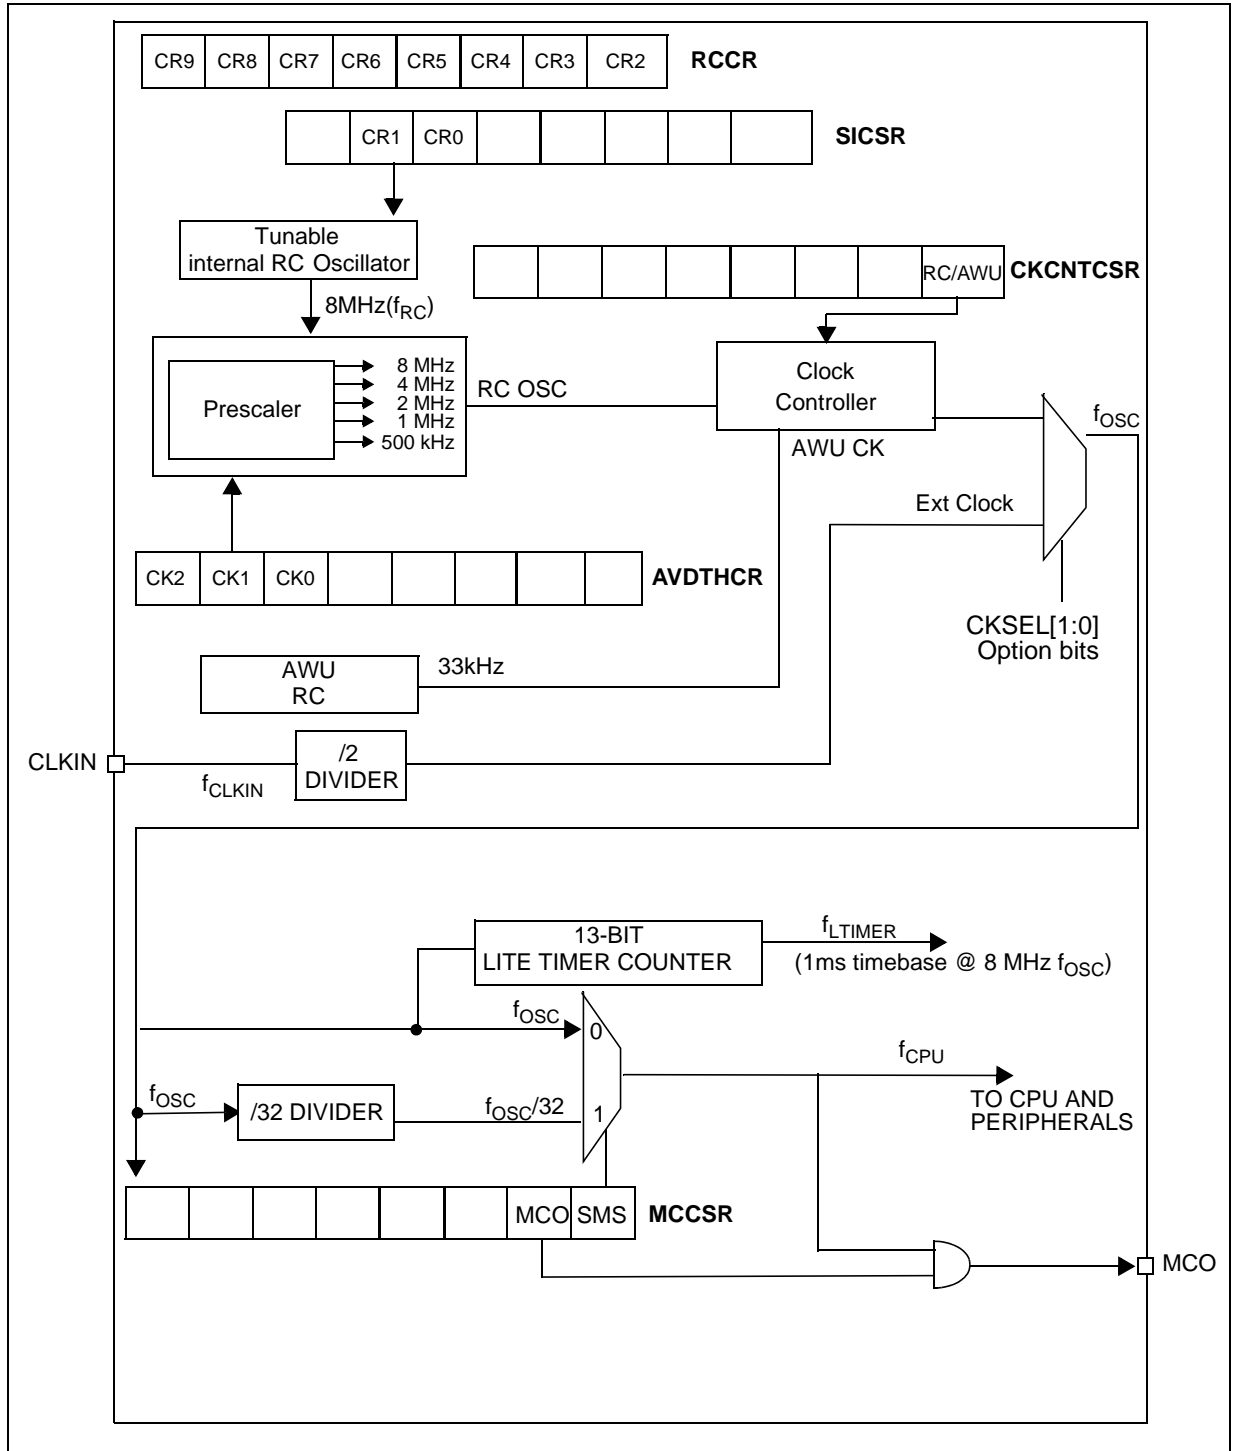 CR9 CR8 CR7 CR6 CR5 CR4 CR3 CR2 RCCR
CR1 CR0 SICSR
Tunable
internal RC Oscillator
RC/AWU CKCNTCSR
8MHz(fRC)
Prescaler
8 MHz
4 MHz
2 MHz
1 MHz
500 kHz
RC OSC
Clock
Controller
fOSC
AWU CK
Ext Clock
CK2 CK1 CK0 AVDTHCR
CKSEL[1:0]
Option bits
AWU
RC
33kHz
CLKIN
fCLKIN
/2
DIVIDER
13-BIT
LITE TIMER COUNTER
fLTIMER
(1ms timebase @ 8 MHz fOSC)
fOSC
0
fCPU
TO CPU AND
PERIPHERALS
fOSC
/32 DIVIDER
fOSC/32
1
MCO SMS MCCSR
MCO